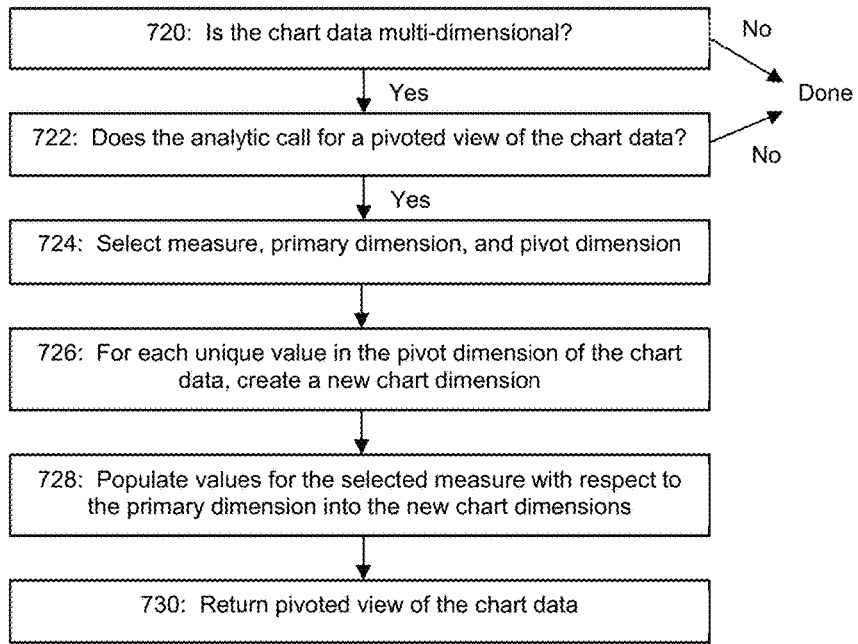 720: Is the chart data multi-dimensional?
No
Yes
Done
722: Does the analytic call for a pivoted view of the chart data?
No
Yes
724: Select measure, primary dimension, and pivot dimension
726: For each unique value in the pivot dimension of the chart
data, create a new chart dimension
728: Populate values for the selected measure with respect to
the primary dimension into the new chart dimensions
730: Return pivoted view of the chart data